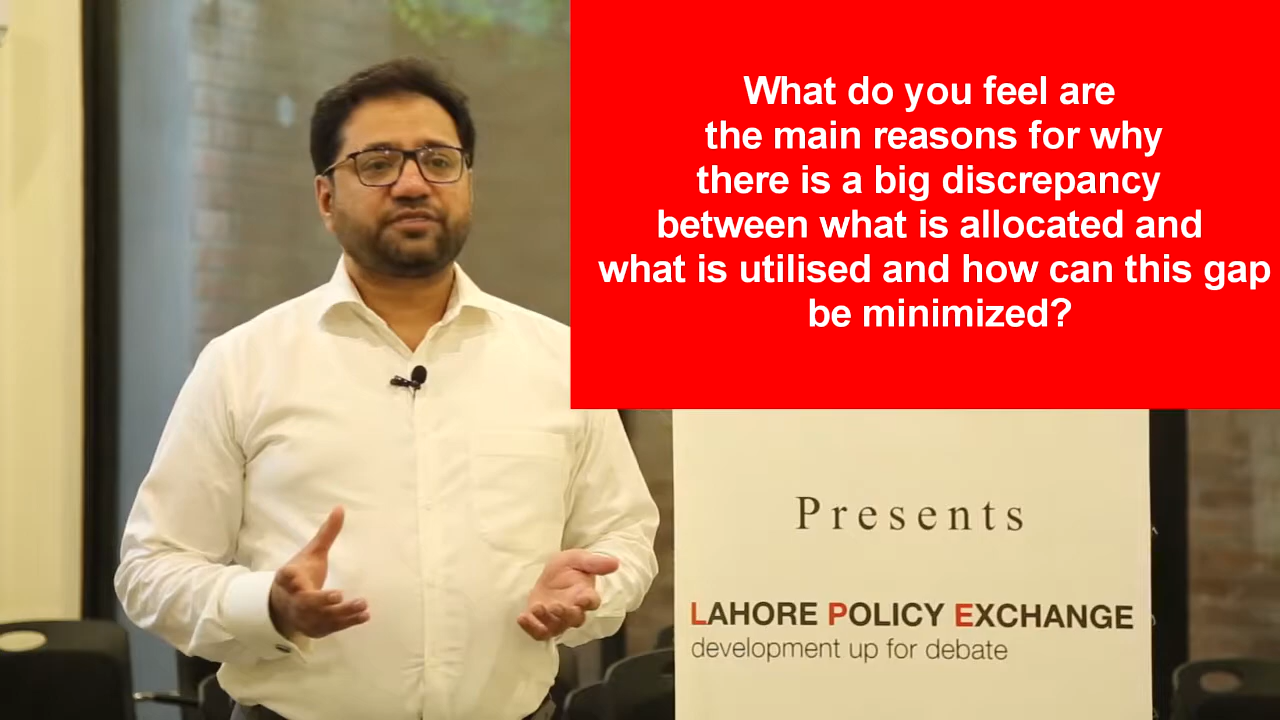 What do you feel are
the main reasons for why
there is a big discrepancy
between what is allocated and
what is utilised and how can this gap
be minimized?
Presents
LAHORE POLICY EXCHANGE
development up for debate